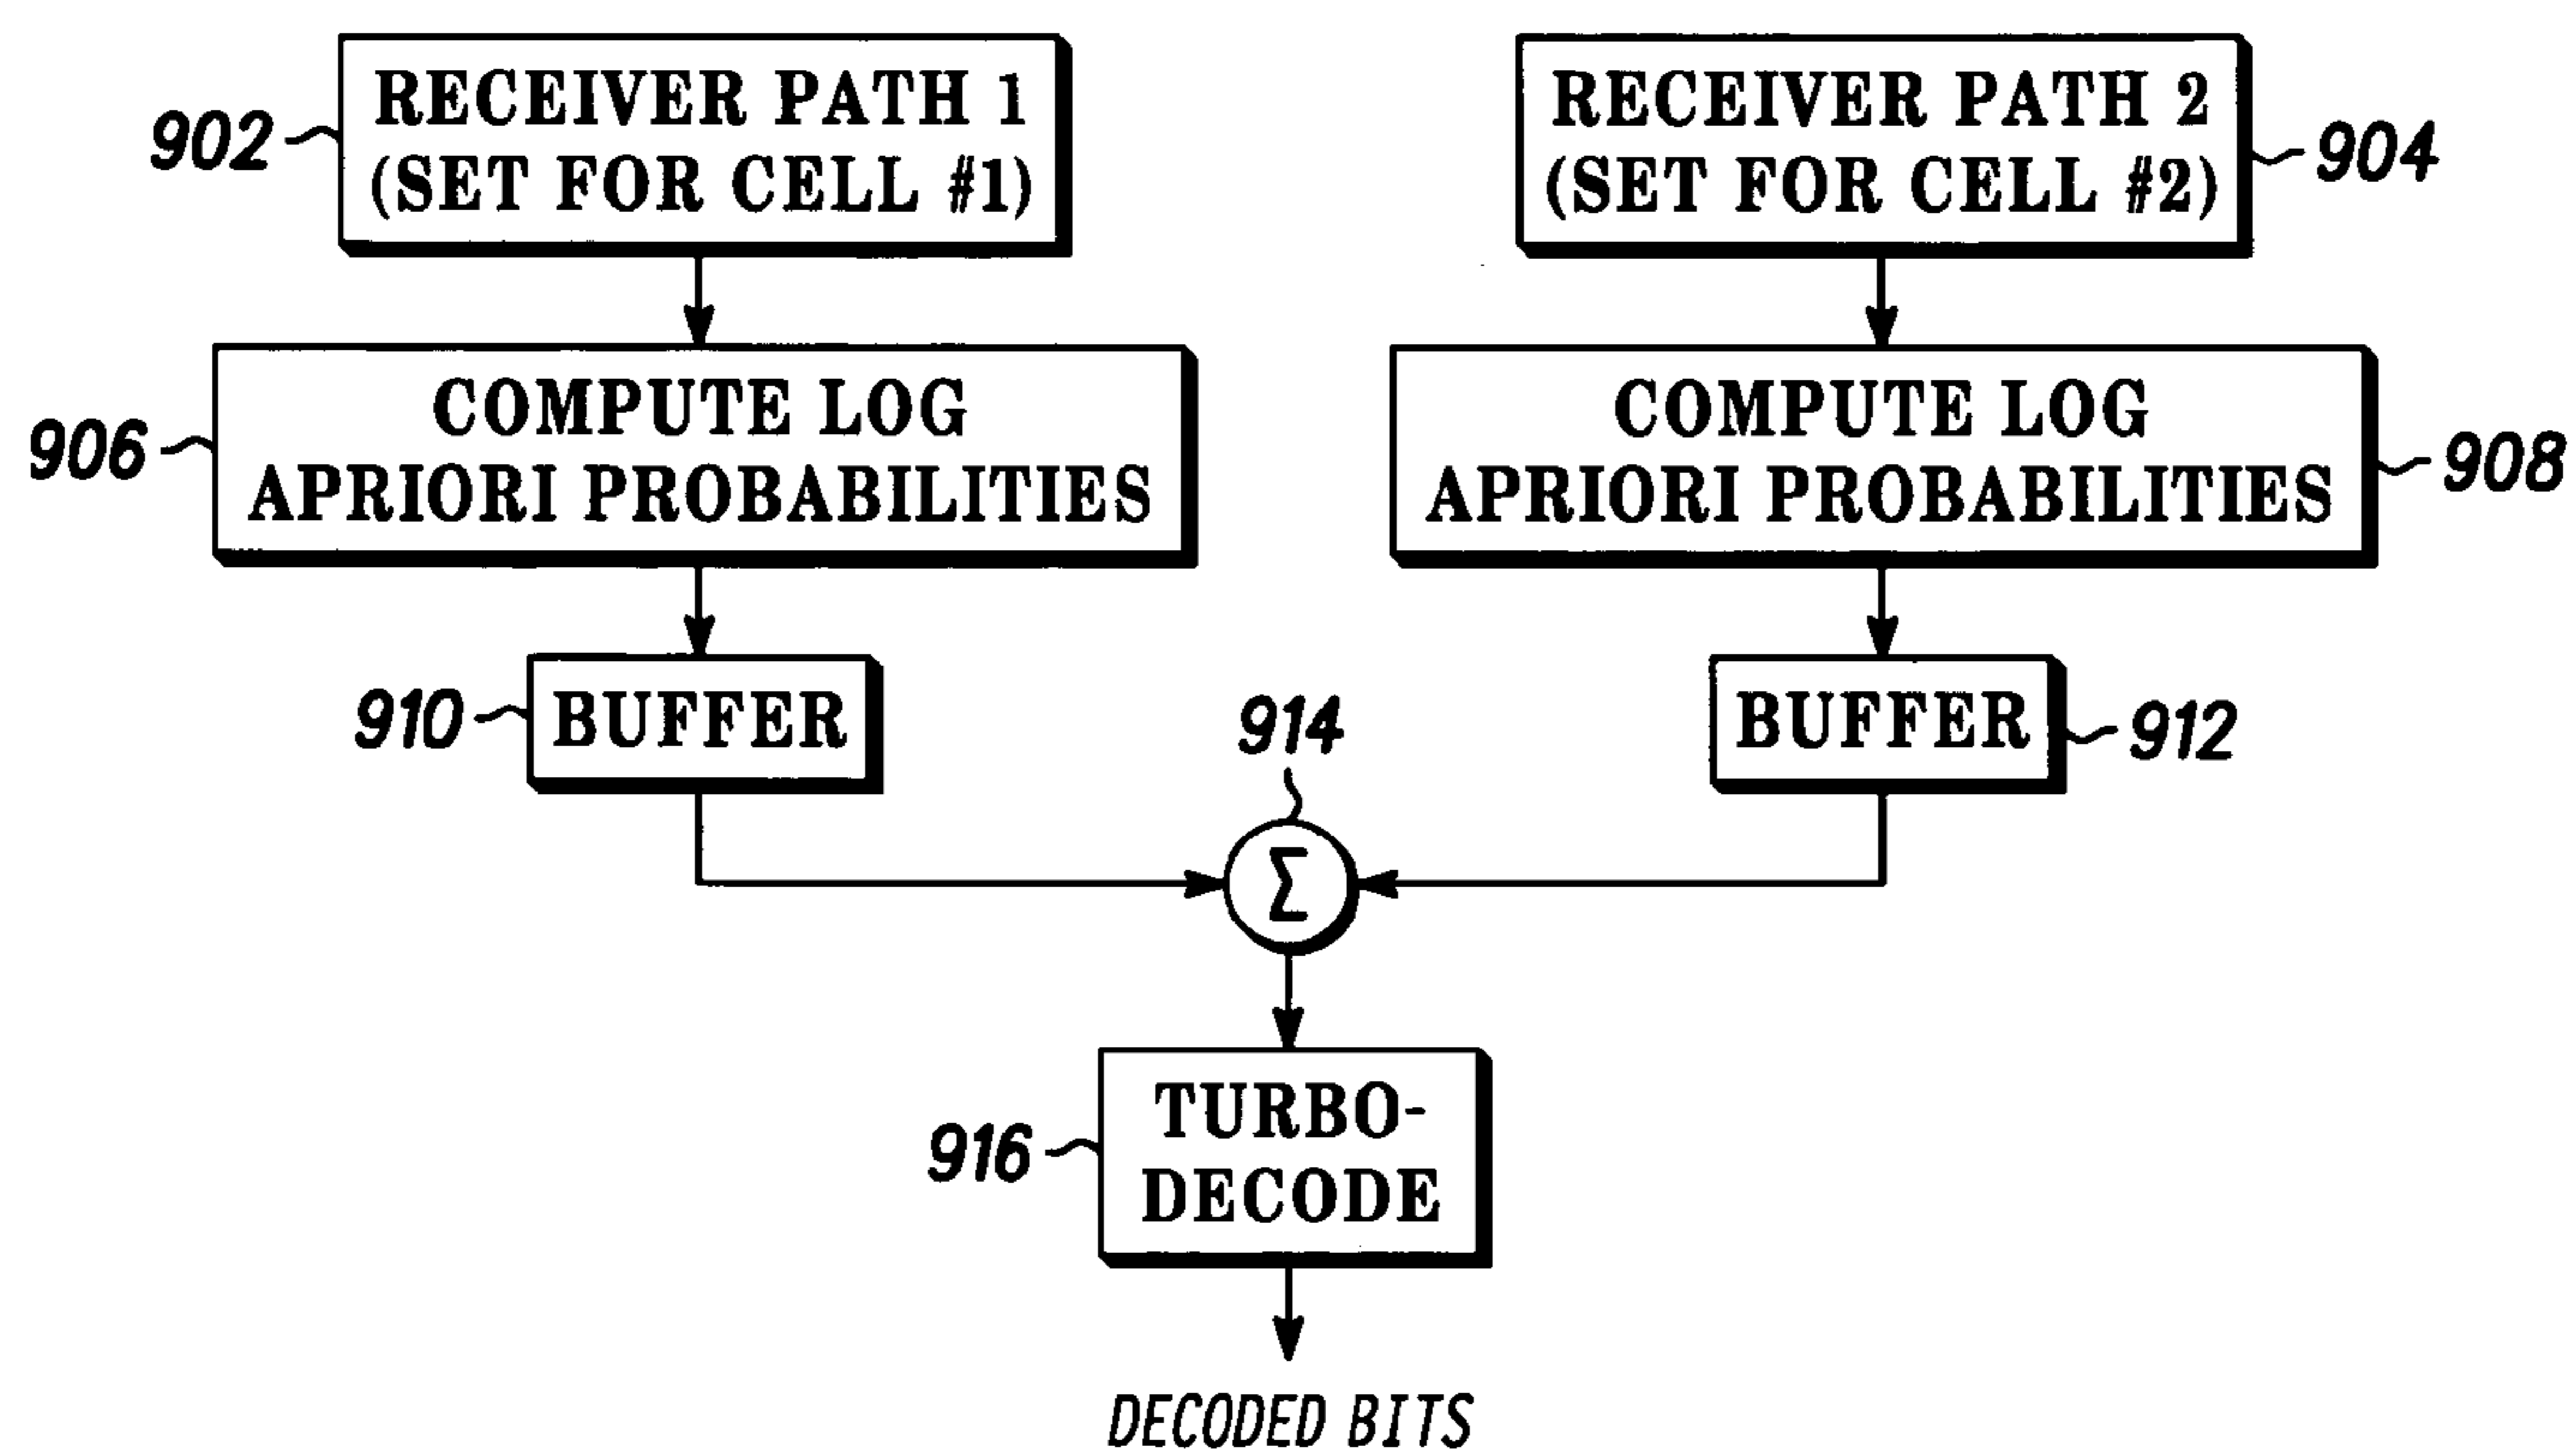 RECEIVER PATH 1
(SET FOR CELL #1)
902
RECEIVER PATH 2
(SET FOR CELL #2)
904
COMPUTE LOG
APRIORI PROBABILITIES
906
COMPUTE LOG
APRIORI PROBABILITIES
908
BUFFER
910
BUFFER
912
914
Σ
TURBO-
DECODE
916
DECODED BITS